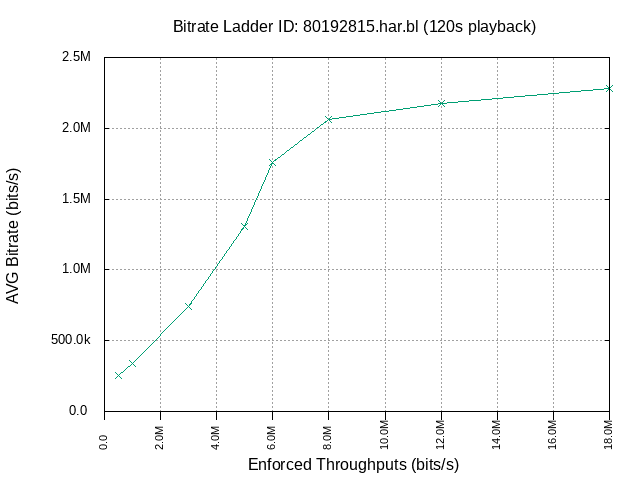 Bitrate Ladder ID: 80192815.har.bl (120s playback)
2.5M
2.0M
1.5M
1.0M
500.0k
0.0
AVG Bitrate (bits/s)
0.0
2.0M
4.0M
6.0M
8.0M
10.0M
12.0M
14.0M
16.0M
18.0M
Enforced Throughputs (bits/s)